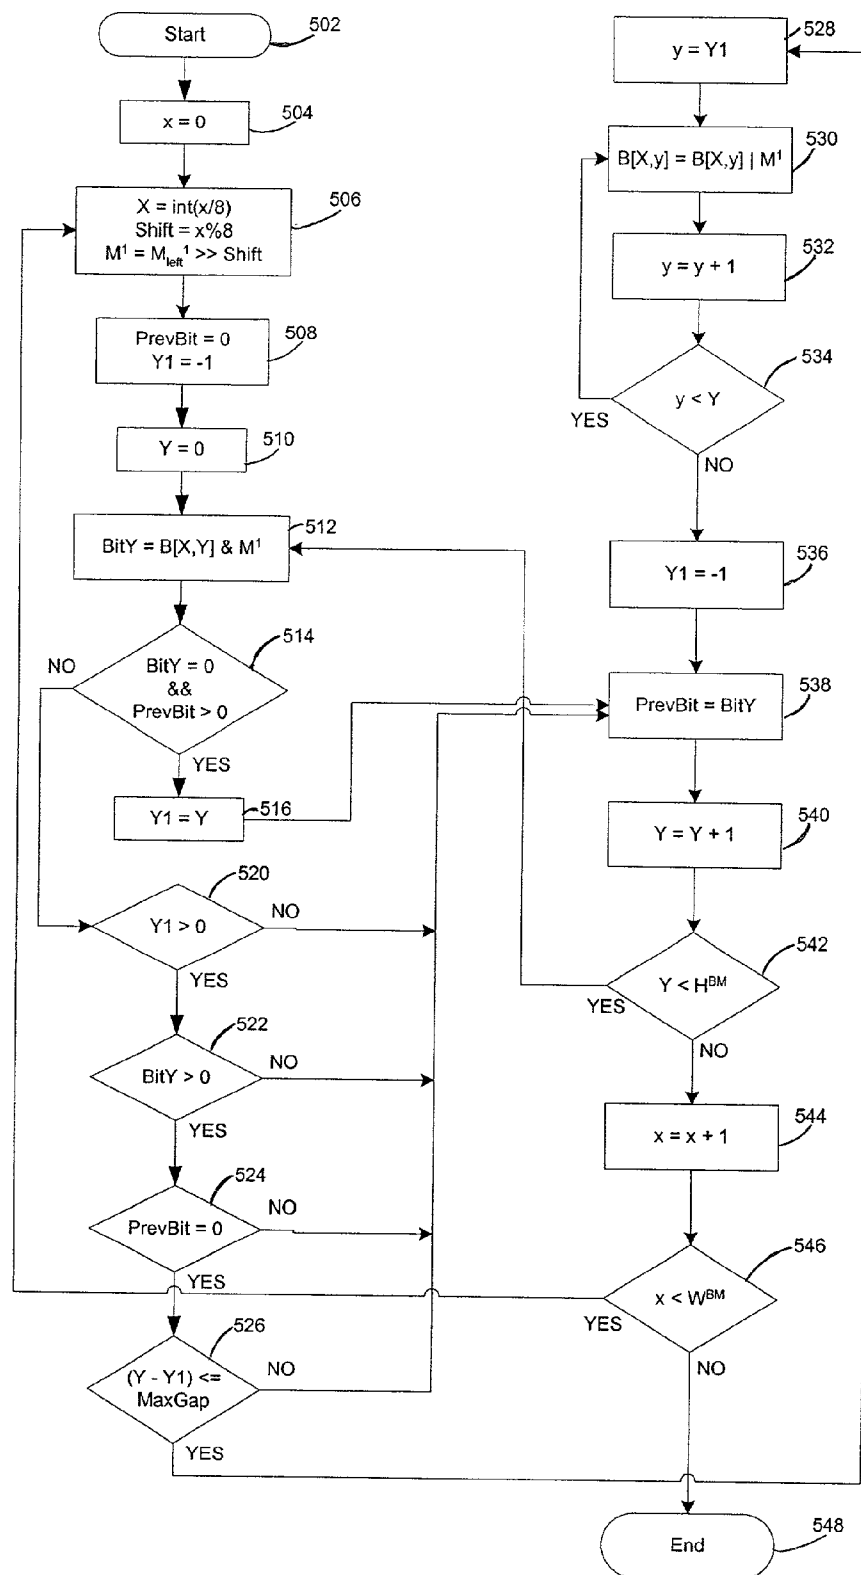 Start
502
x = 0
504
X = int(x/8)
Shift = x%8
M¹ = Mleft¹ >> Shift
506
PrevBit = 0
Y1 = -1
508
Y = 0
510
BitY = B[X,Y] & M¹
512
BitY = 0
&&
PrevBit > 0
514
NO
YES
Y1 = Y
516
Y1 > 0
520
NO
YES
BitY > 0
522
NO
YES
PrevBit = 0
524
NO
YES
(Y - Y1) <=
MaxGap
526
NO
YES
y = Y1
528
B[X,y] = B[X,y] | M¹
530
y = y + 1
532
y < Y
534
YES
NO
Y1 = -1
536
PrevBit = BitY
538
Y = Y + 1
540
Y < Hᴮᴹ
542
YES
NO
x = x + 1
544
x < Wᴮᴹ
546
YES
NO
End
548